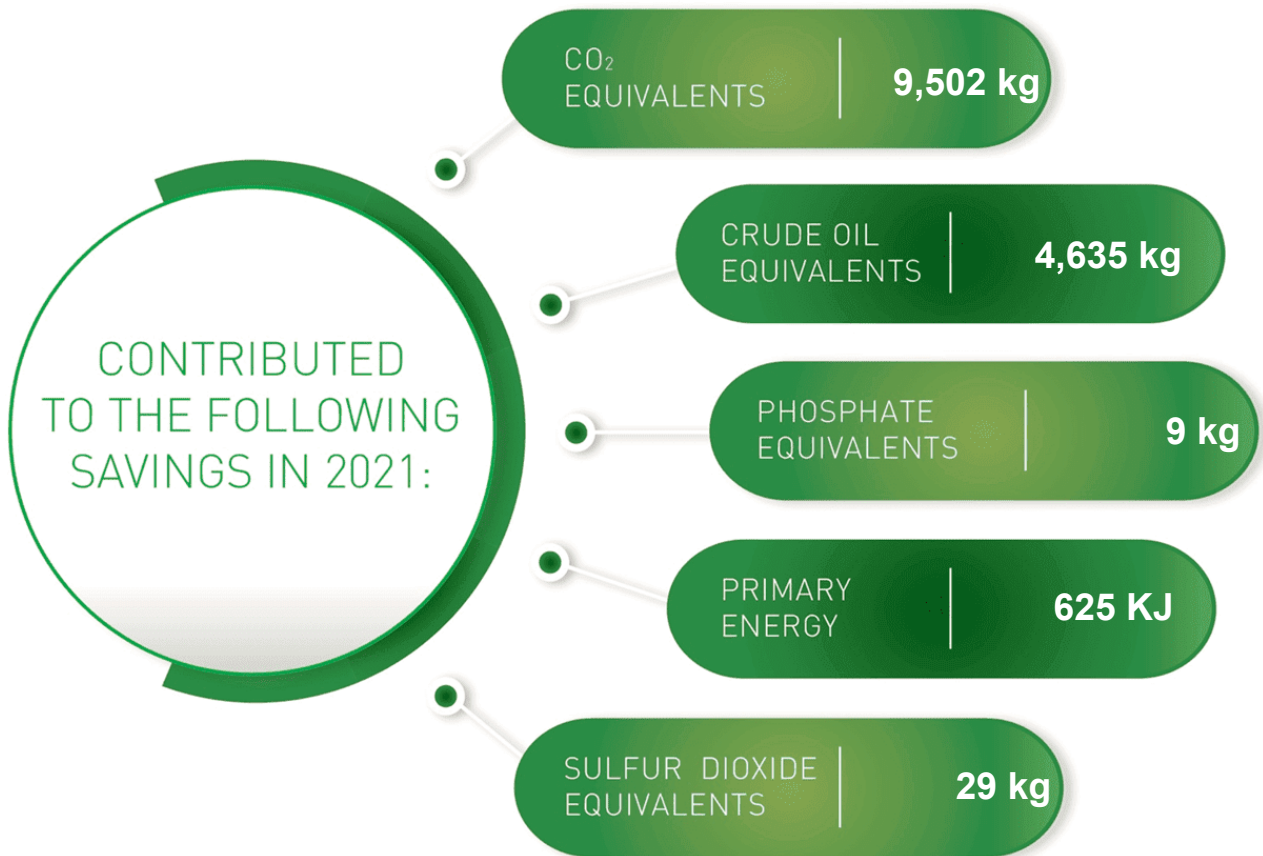 CONTRIBUTED
TO THE FOLLOWING
SAVINGS IN 2021:
CO₂
EQUIVALENTS
9,502 kg
CRUDE OIL
EQUIVALENTS
4,635 kg
PHOSPHATE
EQUIVALENTS
9 kg
PRIMARY
ENERGY
625 KJ
SULFUR DIOXIDE
EQUIVALENTS
29 kg